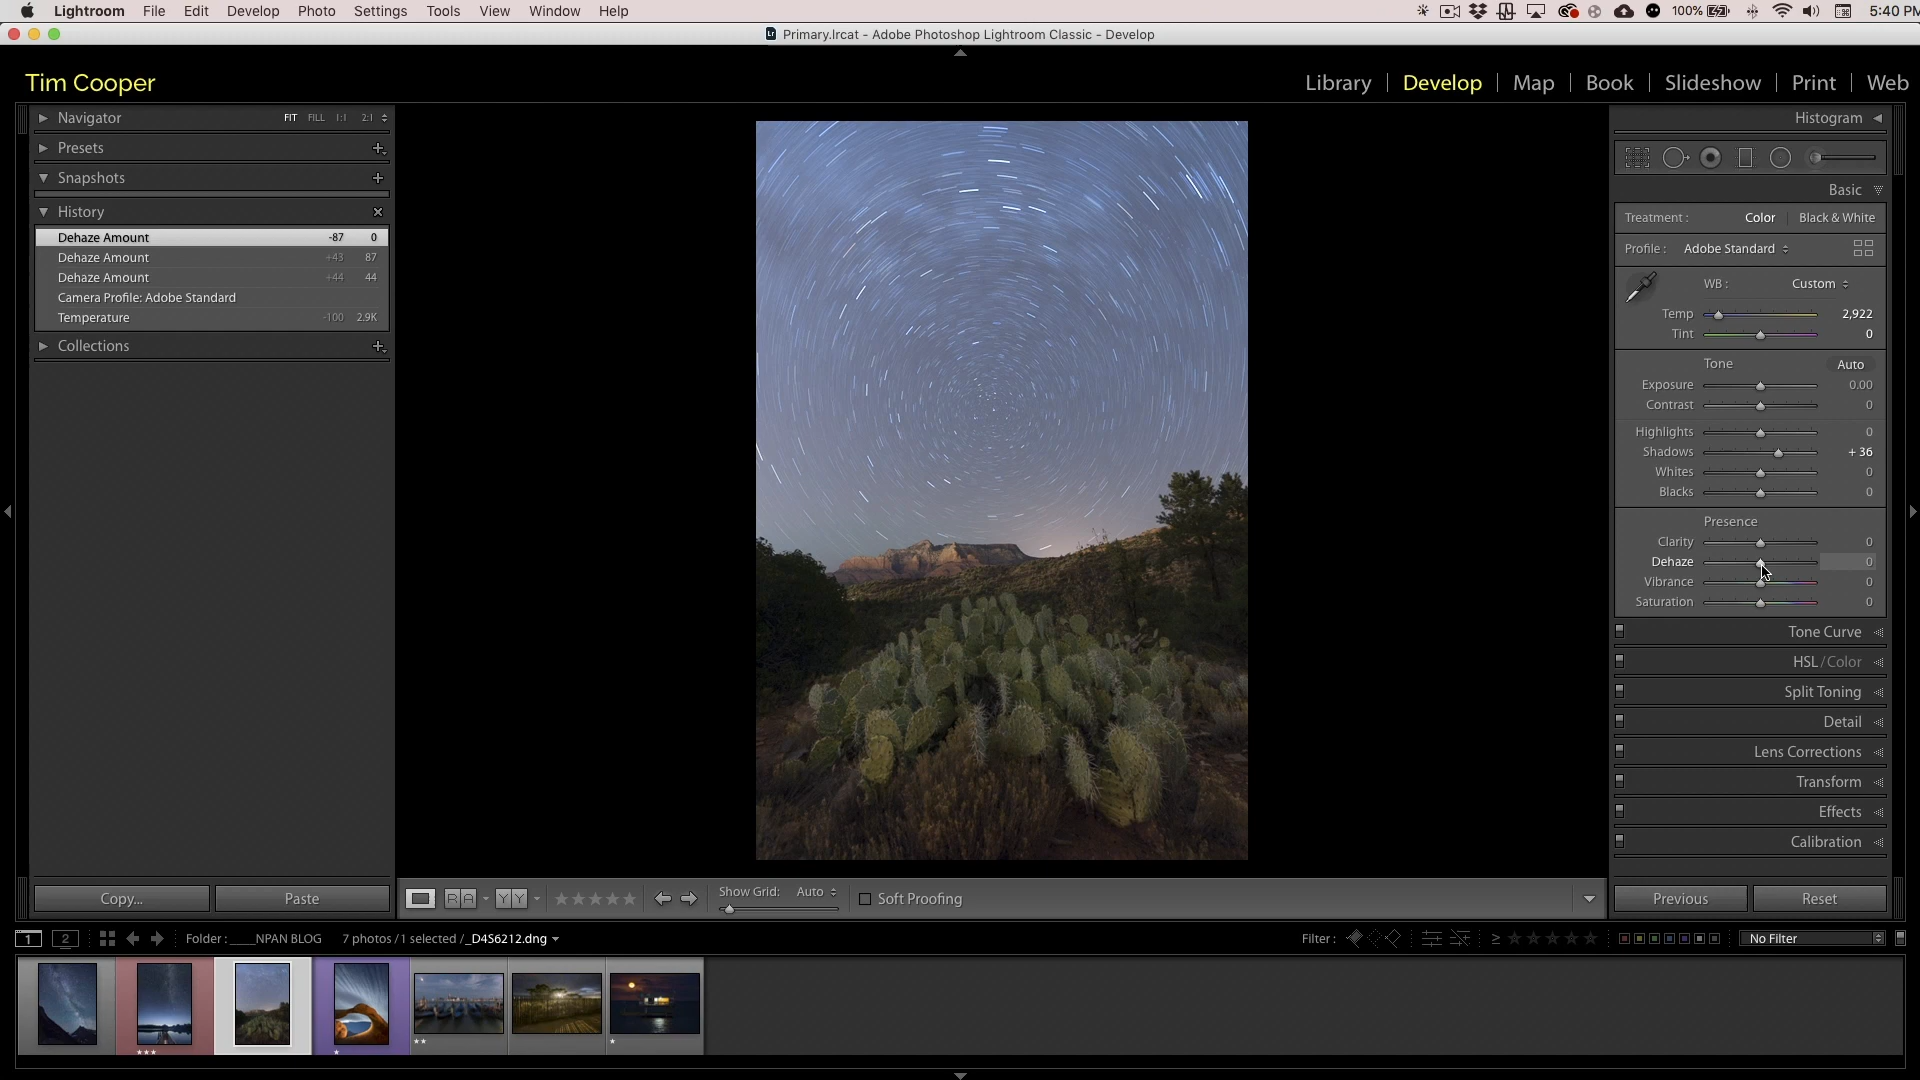 Lightroom File Edit Develop Photo Settings Tools View Window Help 100% 5:40 PM
Primary.lrcat - Adobe Photoshop Lightroom Classic - Develop
Tim Cooper
Library | Develop | Map | Book | Slideshow | Print | Web
Navigator FIT FILL 1:1 2:1
Presets
Snapshots
History
Dehaze Amount -87 0
Dehaze Amount +43 87
Dehaze Amount +44 44
Camera Profile: Adobe Standard
Temperature -100 2.9K
Collections
Copy... Paste
Histogram
Basic
Treatment : Color Black & White
Profile : Adobe Standard
WB : Custom
Temp 2,922
Tint 0
Tone Auto
Exposure 0.00
Contrast 0
Highlights 0
Shadows + 36
Whites 0
Blacks 0
Presence
Clarity 0
Dehaze 0
Vibrance 0
Saturation 0
Tone Curve
HSL / Color
Split Toning
Detail
Lens Corrections
Transform
Effects
Calibration
Previous Reset
R A Y Y Show Grid: Auto Soft Proofing
1 2 Folder : ____NPAN BLOG 7 photos / 1 selected / _D4S6212.dng Filter : ≥ No Filter